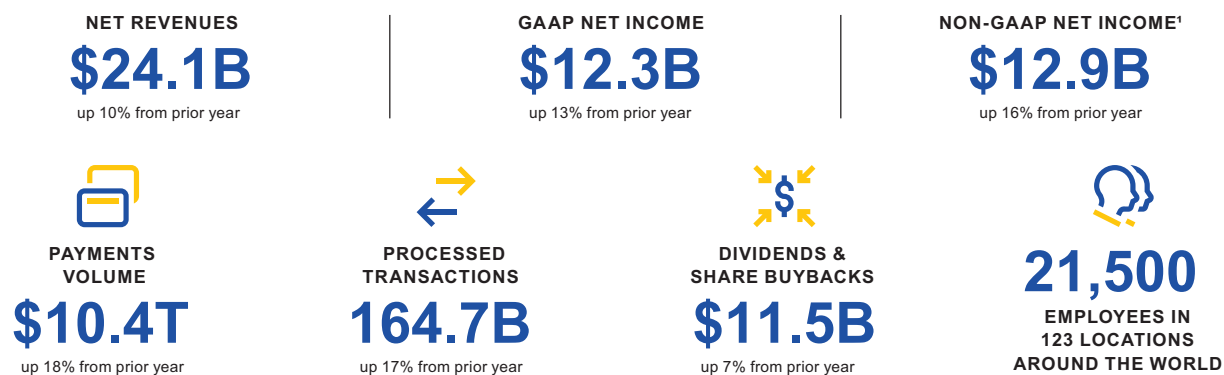 NET REVENUES
$24.1B
up 10% from prior year
GAAP NET INCOME
$12.3B
up 13% from prior year
NON-GAAP NET INCOME¹
$12.9B
up 16% from prior year
PAYMENTS
VOLUME
$10.4T
up 18% from prior year
PROCESSED
TRANSACTIONS
164.7B
up 17% from prior year
$
DIVIDENDS &
SHARE BUYBACKS
$11.5B
up 7% from prior year
21,500
EMPLOYEES IN
123 LOCATIONS
AROUND THE WORLD